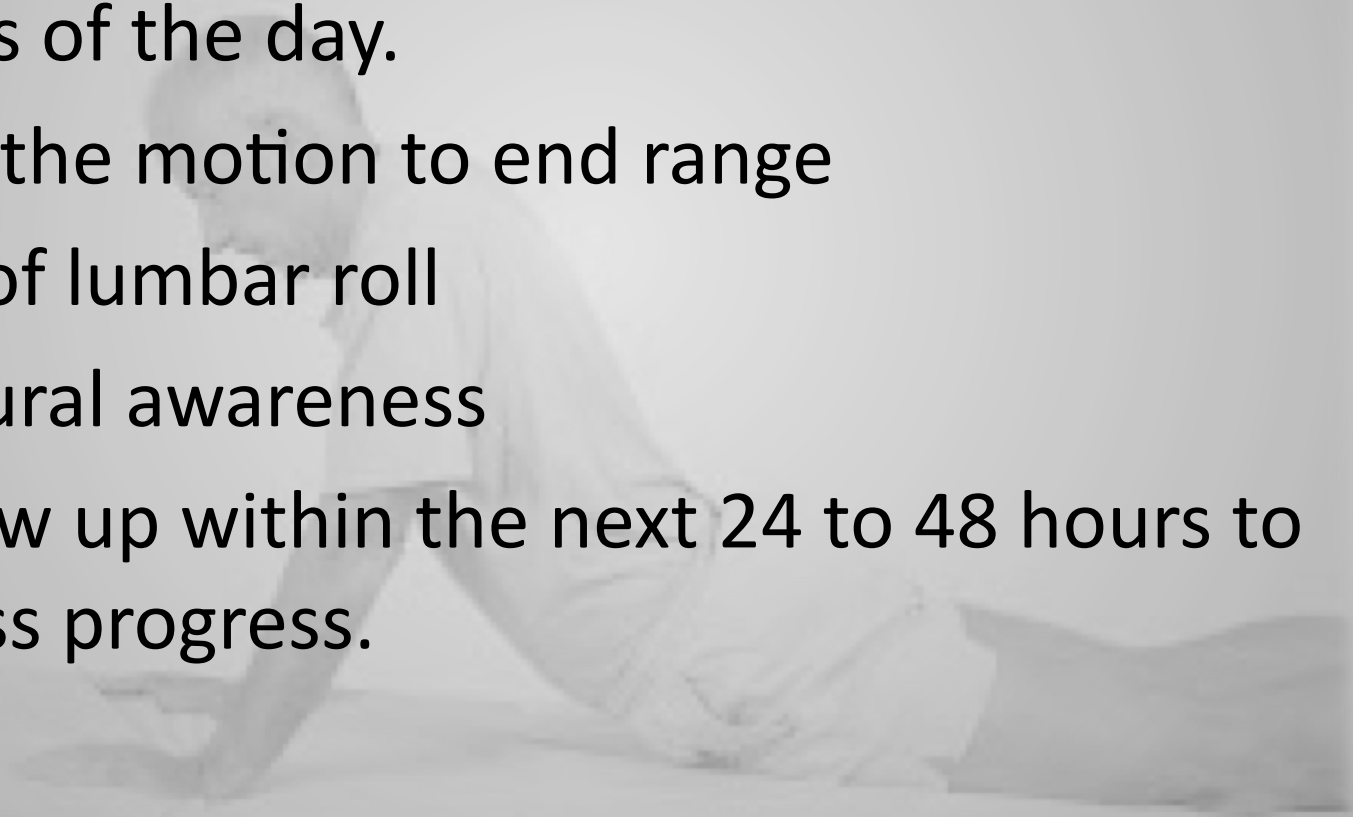 s of the day.
the motion to end range
of lumbar roll
ural awareness
w up within the next 24 to 48 hours to
ss progress.